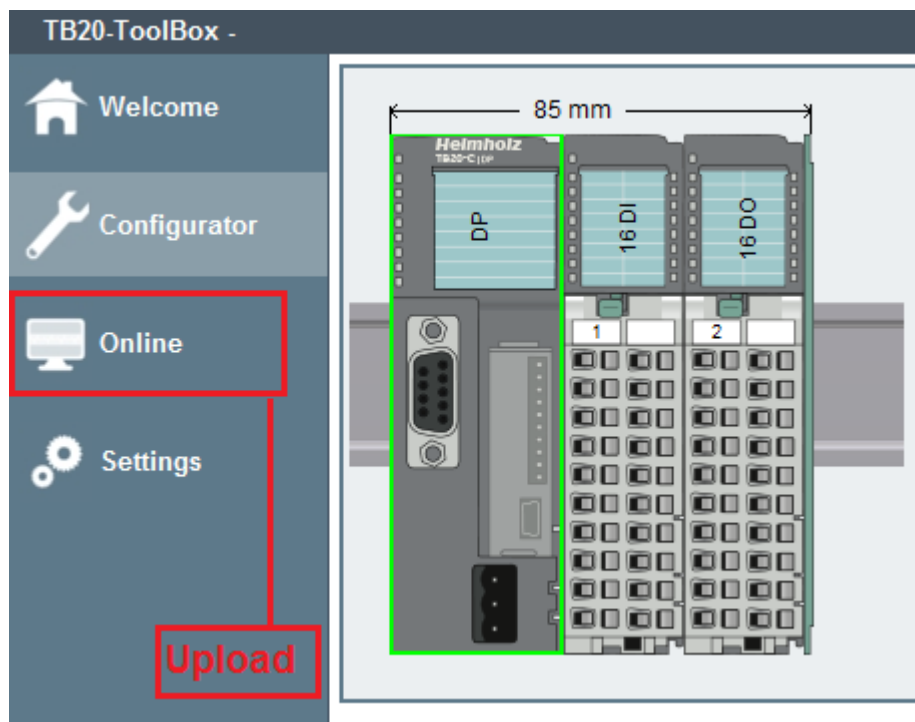 TB20-ToolBox -
Welcome
Configurator
Online
Settings
Upload
85 mm
Helmholz
TB20-C | DP
DP
16 DI
16 DO
1
2